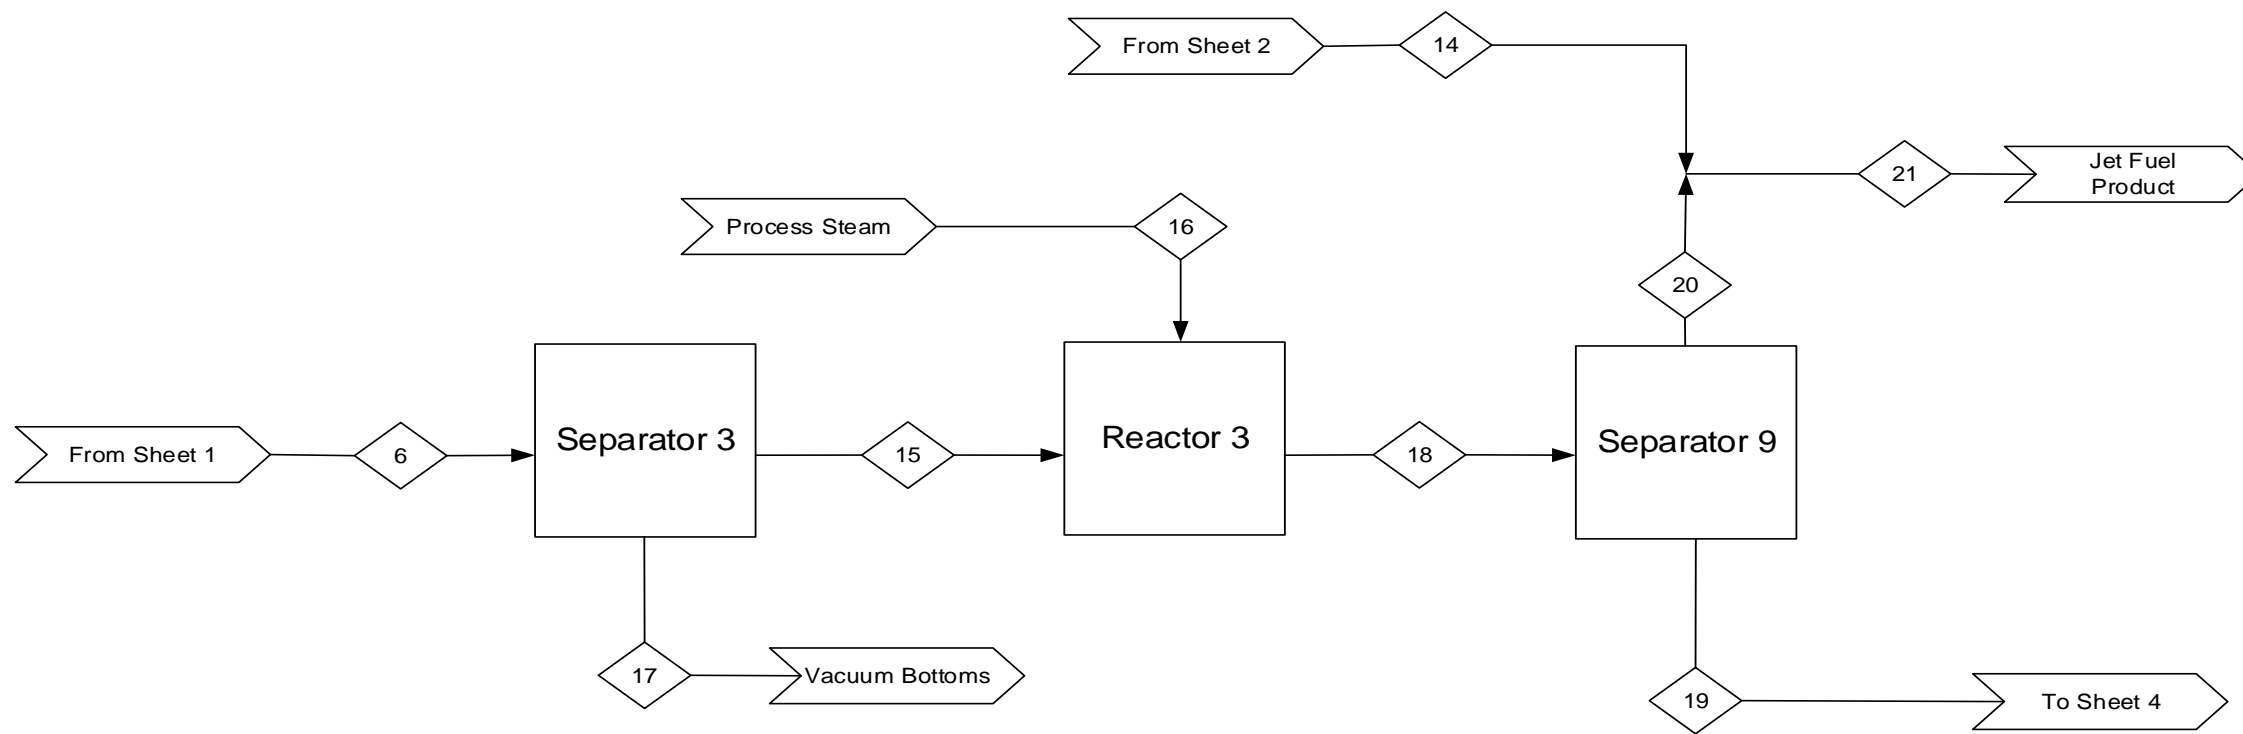 From Sheet 2
14
Jet Fuel
Product
21
Process Steam
16
20
Separator 3
Reactor 3
Separator 9
From Sheet 1
6
15
18
17
Vacuum Bottoms
19
To Sheet 4